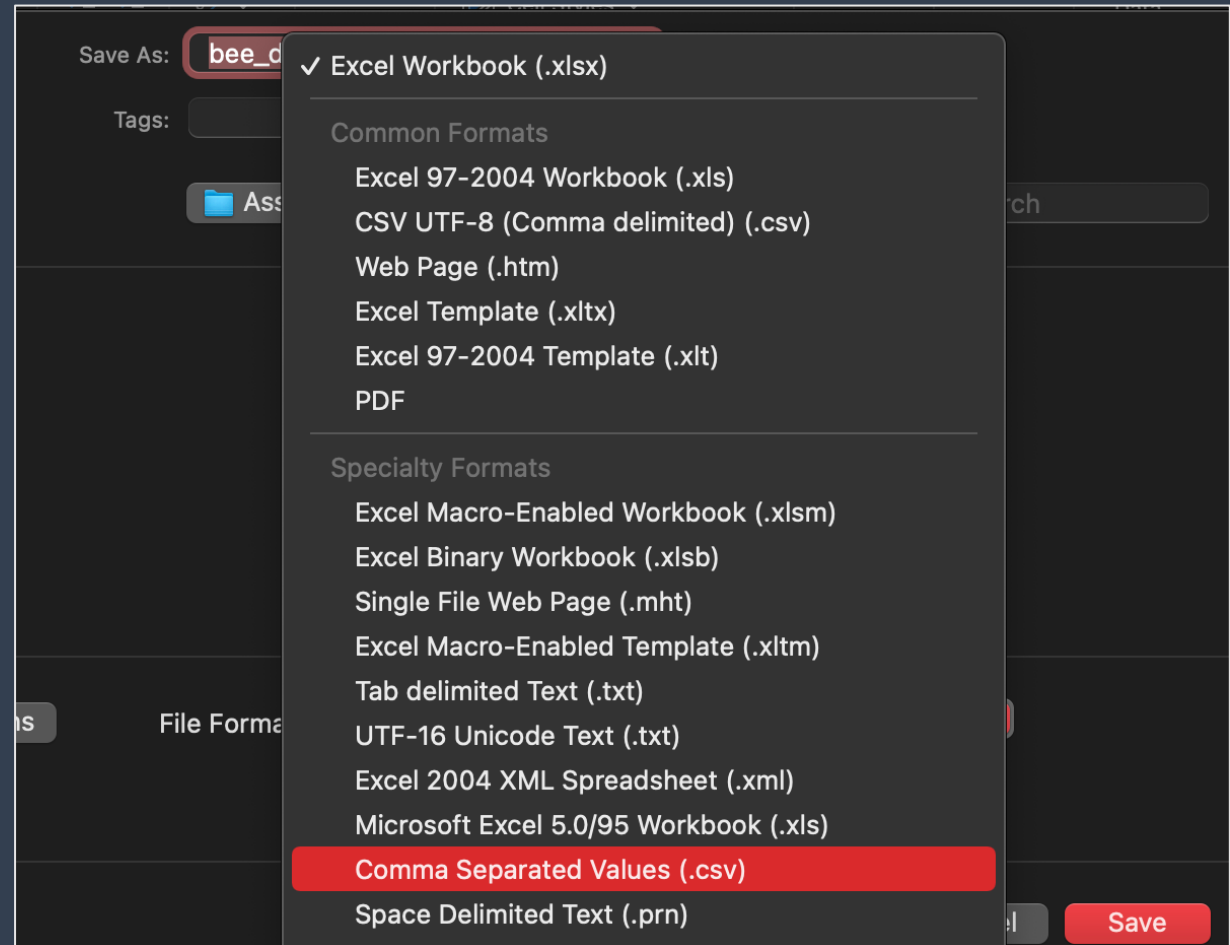 Save As: bee_d
✓ Excel Workbook (.xlsx)
Tags:
Common Formats
Excel 97-2004 Workbook (.xls)
CSV UTF-8 (Comma delimited) (.csv)
Web Page (.htm)
Excel Template (.xltx)
Excel 97-2004 Template (.xlt)
PDF
Specialty Formats
Excel Macro-Enabled Workbook (.xlsm)
Excel Binary Workbook (.xlsb)
Single File Web Page (.mht)
Excel Macro-Enabled Template (.xltm)
Tab delimited Text (.txt)
UTF-16 Unicode Text (.txt)
File Forma
Excel 2004 XML Spreadsheet (.xml)
Microsoft Excel 5.0/95 Workbook (.xls)
Comma Separated Values (.csv)
Space Delimited Text (.prn)
Save